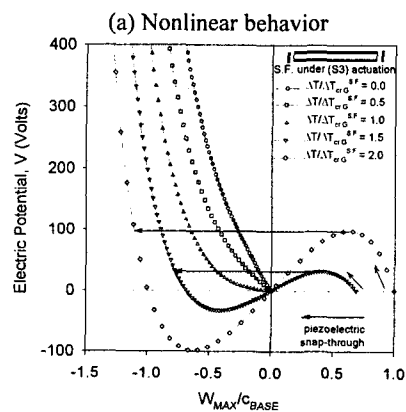 (a) Nonlinear behavior
400
300
200
100
0
-100
Electric Potential, V (Volts)
S.F. under (S3) actuation
ΔT/ΔT_crG^SF = 0.0
ΔT/ΔT_crG^SF = 0.5
ΔT/ΔT_crG^SF = 1.0
ΔT/ΔT_crG^SF = 1.5
ΔT/ΔT_crG^SF = 2.0
piezoelectric
snap-through
-1.5 -1.0 -0.5 0.0 0.5 1.0
W_MAX/c_BASE